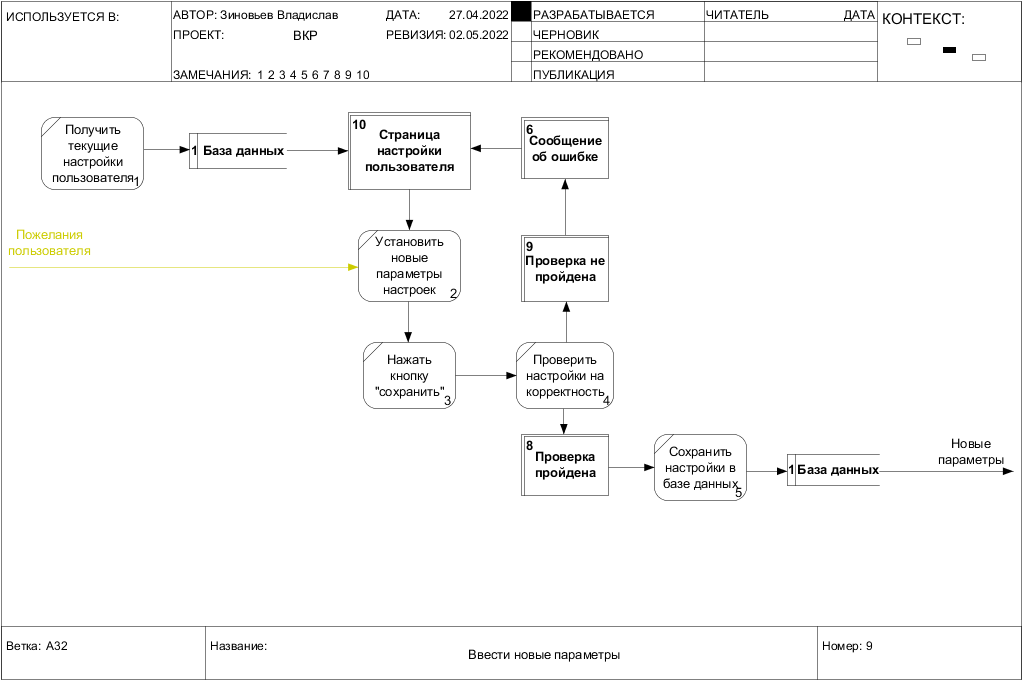 ИСПОЛЬЗУЕТСЯ В:
АВТОР: Зиновьев Владислав
ДАТА: 27.04.2022
ПРОЕКТ: ВКР
РЕВИЗИЯ: 02.05.2022
ЗАМЕЧАНИЯ: 1 2 3 4 5 6 7 8 9 10
РАЗРАБАТЫВАЕТСЯ
ЧЕРНОВИК
РЕКОМЕНДОВАНО
ПУБЛИКАЦИЯ
ЧИТАТЕЛЬ
ДАТА
КОНТЕКСТ:
Получить
текущие
настройки
пользователя
1
1 База данных
10
Страница
настройки
пользователя
6
Сообщение
об ошибке
Пожелания
пользователя
Установить
новые
параметры
настроек
2
9
Проверка не
пройдена
Нажать
кнопку
"сохранить"
3
Проверить
настройки на
корректность
4
8
Проверка
пройдена
Сохранить
настройки в
базе данных
5
1 База данных
Новые
параметры
Ветка: A32
Название:
Ввести новые параметры
Номер: 9